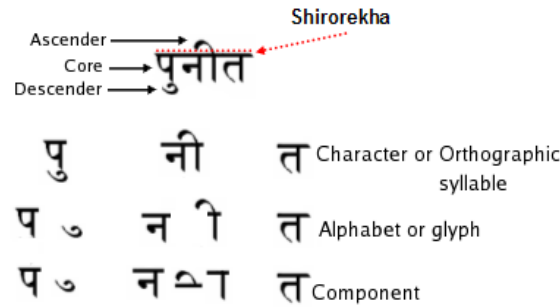 Shirorekha
Ascender
Core पुनीत
Descender
पु नी त Character or Orthographic
syllable
प ु न ी त Alphabet or glyph
प ु न त Component